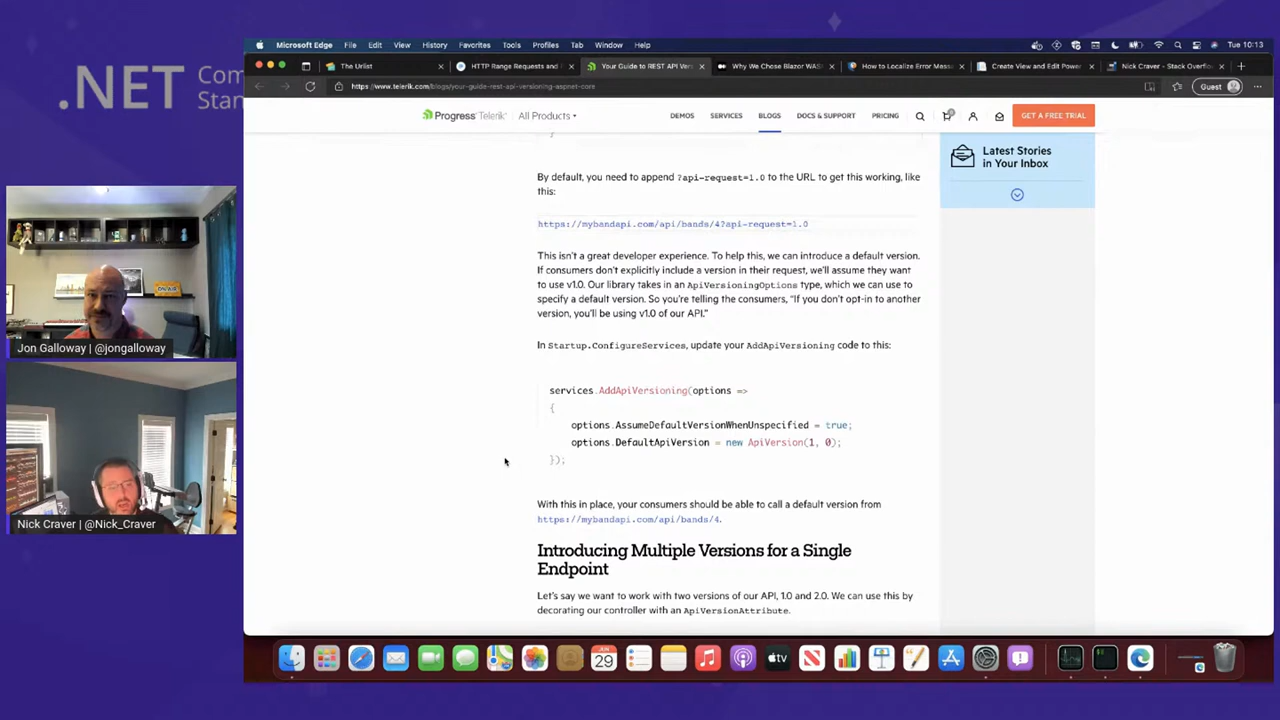 .NET Com
Stan
Microsoft Edge File Edit View History Favorites Tools Profiles Tab Window Help
Tue 10:13
The Urlist
HTTP Range Requests and
Your Guide to REST API Ver
Why We Chose Blazor WAS
How to Localize Error Mess
Create View and Edit Power
Nick Craver - Stack Overflo
https://www.telerik.com/blogs/your-guide-rest-api-versioning-aspnet-core
Guest
Progress Telerik All Products
DEMOS SERVICES BLOGS DOCS & SUPPORT PRICING
GET A FREE TRIAL
Latest Stories
in Your Inbox
By default, you need to append ?api-request=1.0 to the URL to get this working, like
this:
https://mybandapi.com/api/bands/4?api-request=1.0
This isn't a great developer experience. To help this, we can introduce a default version.
If consumers don't explicitly include a version in their request, we'll assume they want
to use v1.0. Our library takes in an ApiVersioningOptions type, which we can use to
specify a default version. So you're telling the consumers, "If you don't opt-in to another
version, you'll be using v1.0 of our API."
In Startup.ConfigureServices, update your AddApiVersioning code to this:
services.AddApiVersioning(options =>
{
options.AssumeDefaultVersionWhenUnspecified = true;
options.DefaultApiVersion = new ApiVersion(1, 0);
});
With this in place, your consumers should be able to call a default version from
https://mybandapi.com/api/bands/4.
Introducing Multiple Versions for a Single
Endpoint
Let's say we want to work with two versions of our API, 1.0 and 2.0. We can use this by
decorating our controller with an ApiVersionAttribute.
ON AIR
Jon Galloway | @jongalloway
Nick Craver | @Nick_Craver
JUN
29
tv